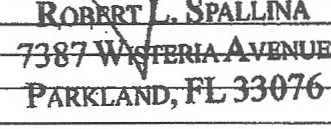 ROBERT L. SPALLINA
7387 WISTERIA AVENUE
PARKLAND, FL 33076